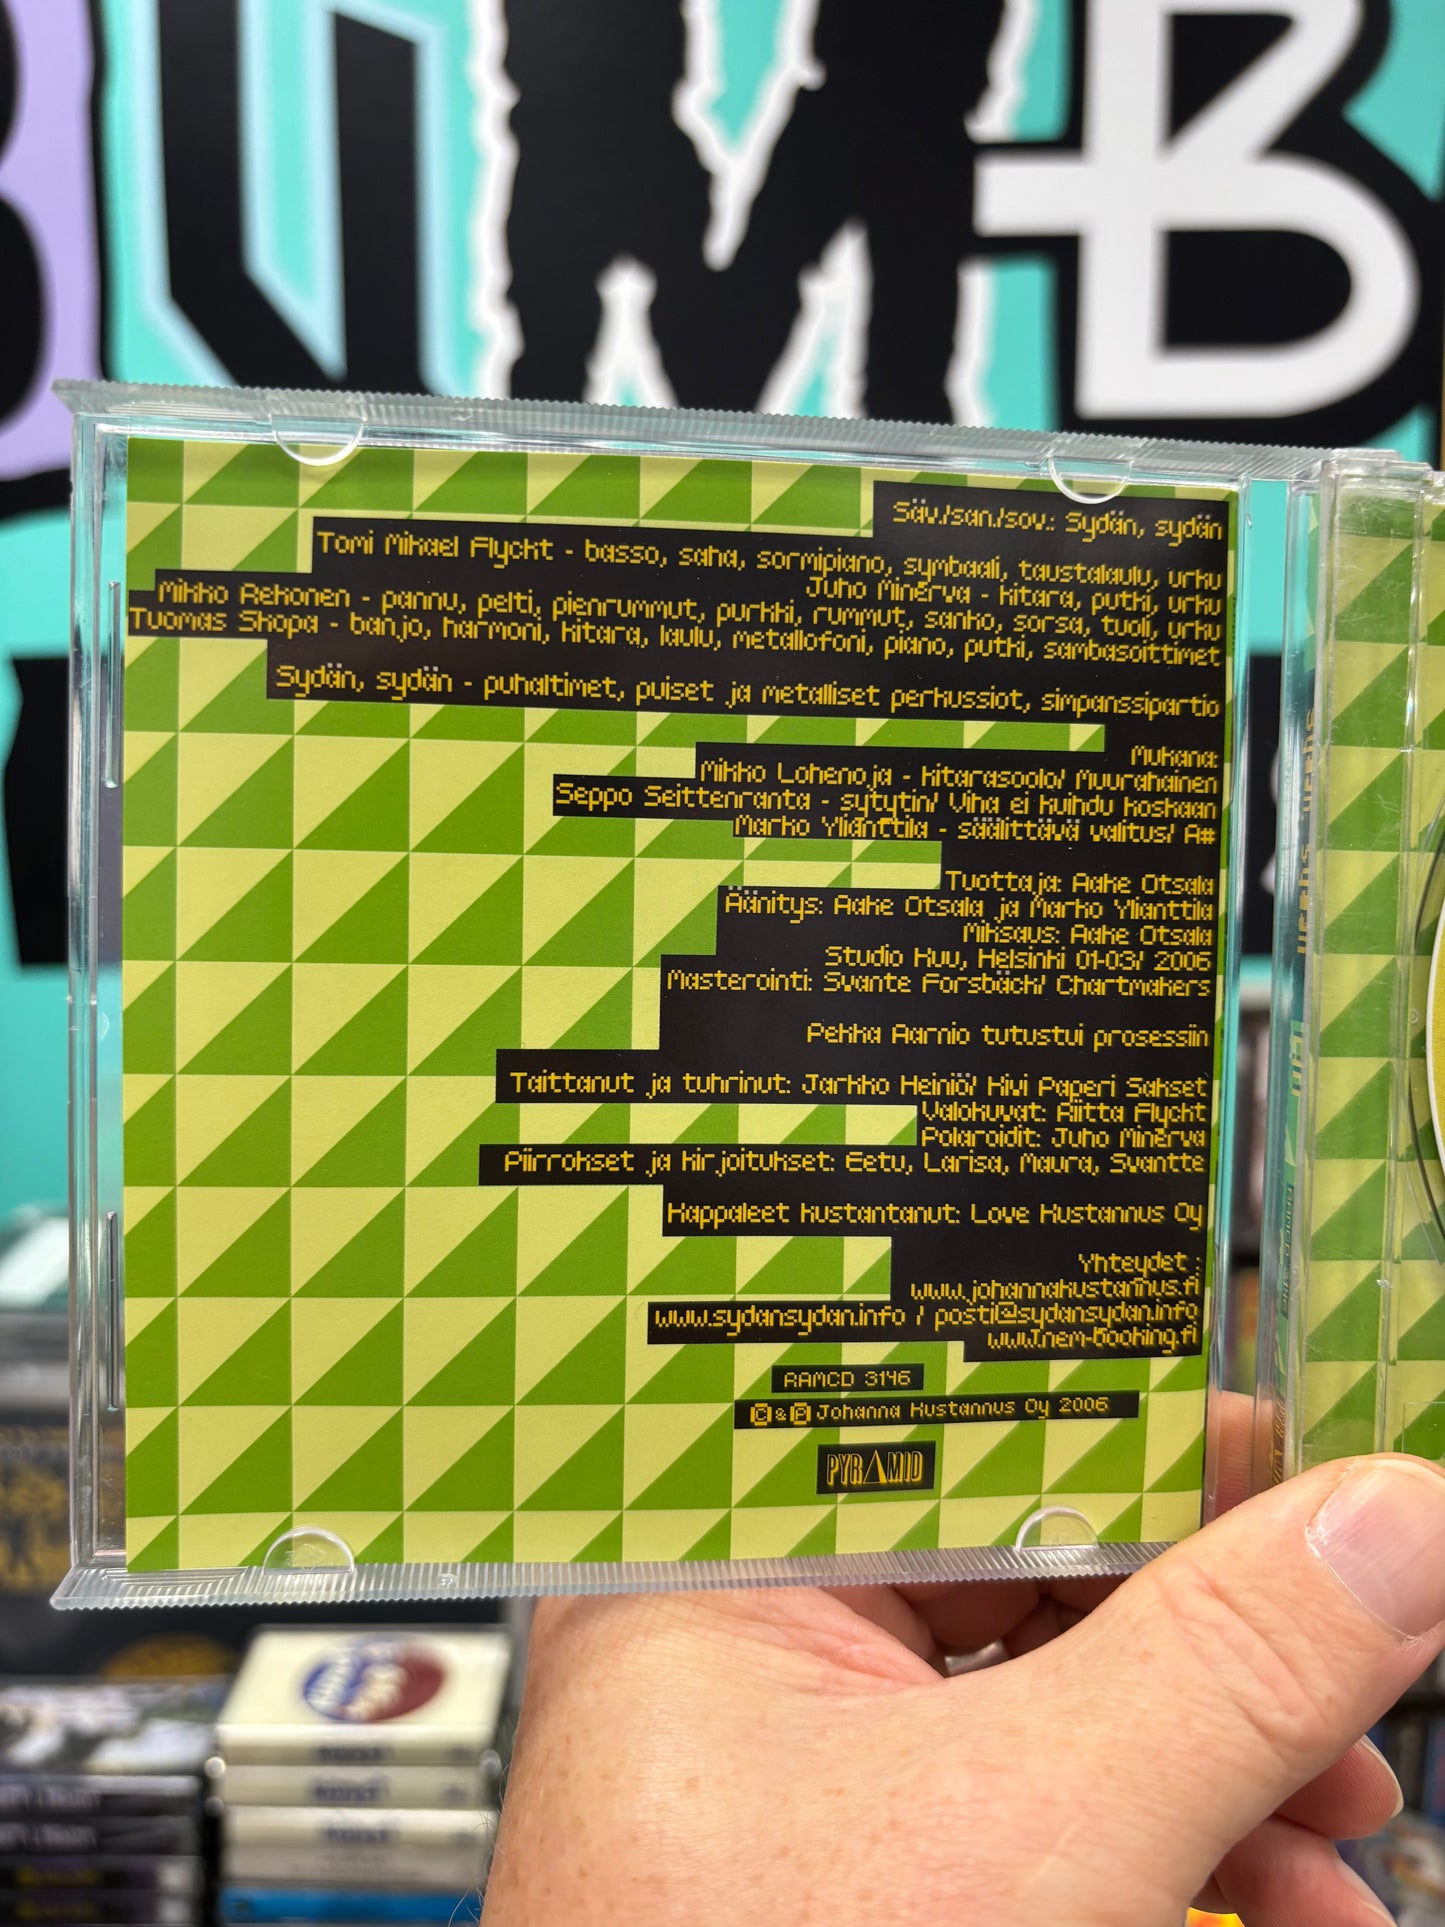 UMB
Säv./san./sov.: Sydän, sydän
Tomi Mikael Flyckt - basso, saha, sormipiano, symbaali, taustalaulu, urku
Juho Minerva - kitara, putki, urku
Mikko Rekonen - pannu, pelti, pienrummut, purkki, rummut, sanko, sorsa, tuoli, urku
Tuomas Skopa - banjo, harmoni, kitara, laulu, metallofoni, piano, putki, sambasoittimet
Sydän, sydän - puhaltimet, puiset ja metalliset perkussiot, simpanssipartio
Mukana:
Mikko Lohenoja - kitarasoolo/ Muurahainen
Seppo Seittenranta - sytytin/ Viha ei kuihdu koskaan
Marko Ylianttila - säälittävä valitus/ A#
Tuottaja: Aake Otsala
Äänitys: Aake Otsala ja Marko Ylianttila
Miksaus: Aake Otsala
Studio Kuu, Helsinki 01-03/ 2006
Masterointi: Svante Forsbäck/ Chartmakers
Pekka Aarnio tutustui prosessiin
Taittanut ja tuhrinut: Jarkko Heiniö/ Kivi Paperi Sakset
Valokuvat: Riitta Flyckt
Polaroidit: Juho Minerva
Piirrokset ja kirjoitukset: Eetu, Larisa, Maura, Svantte
Kappaleet kustantanut: Love Kustannus Oy
Yhteydet :
www.johannakustannus.fi
www.sydansydan.info / posti@sydansydan.info
www.nem-booking.fi
RAMCD 3146
© & ℗ Johanna Kustannus Oy 2006
PYRAMID